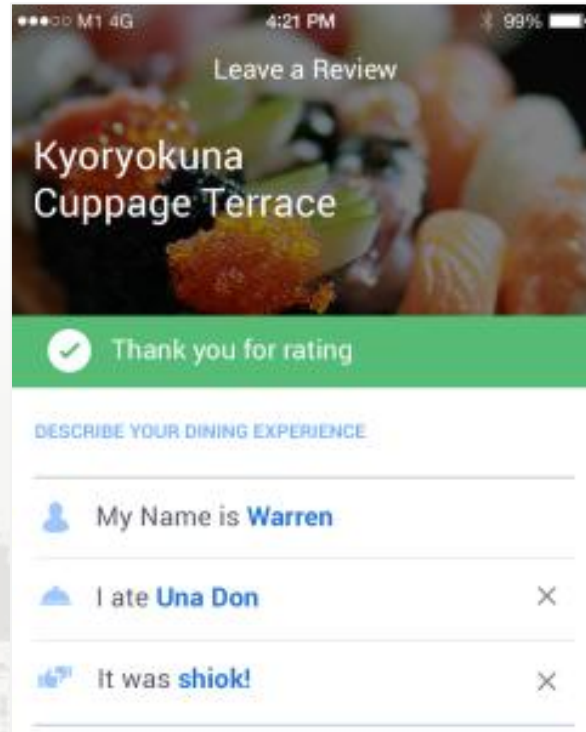 M1 4G 4:21 PM 99%
Leave a Review
Kyoryokuna
Cuppage Terrace
Thank you for rating
DESCRIBE YOUR DINING EXPERIENCE
My Name is Warren
I ate Una Don
It was shiok!